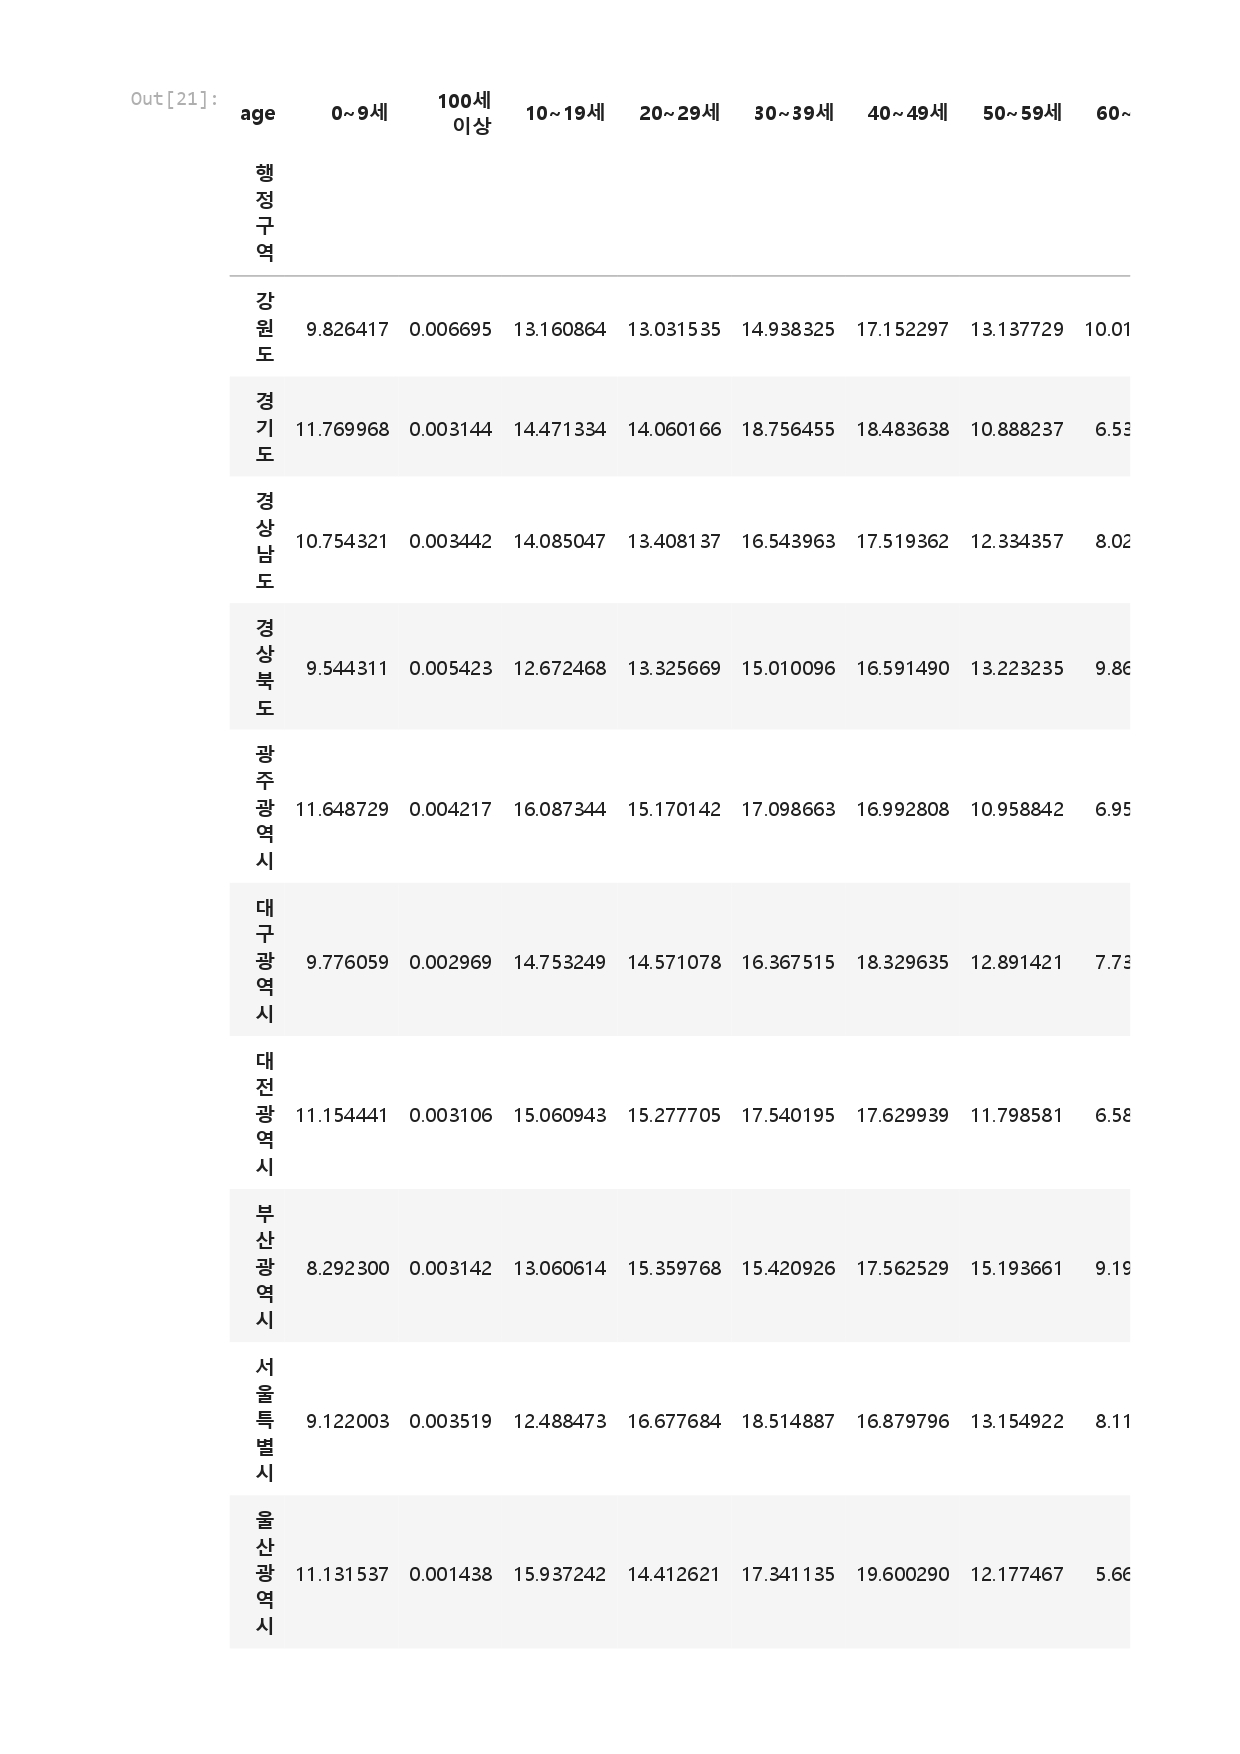 Out[21]:
age 0~9세 100세 이상 10~19세 20~29세 30~39세 40~49세 50~59세 60~
행정구역
강원도 9.826417 0.006695 13.160864 13.031535 14.938325 17.152297 13.137729 10.01
경기도 11.769968 0.003144 14.471334 14.060166 18.756455 18.483638 10.888237 6.53
경상남도 10.754321 0.003442 14.085047 13.408137 16.543963 17.519362 12.334357 8.02
경상북도 9.544311 0.005423 12.672468 13.325669 15.010096 16.591490 13.223235 9.86
광주광역시 11.648729 0.004217 16.087344 15.170142 17.098663 16.992808 10.958842 6.95
대구광역시 9.776059 0.002969 14.753249 14.571078 16.367515 18.329635 12.891421 7.73
대전광역시 11.154441 0.003106 15.060943 15.277705 17.540195 17.629939 11.798581 6.58
부산광역시 8.292300 0.003142 13.060614 15.359768 15.420926 17.562529 15.193661 9.19
서울특별시 9.122003 0.003519 12.488473 16.677684 18.514887 16.879796 13.154922 8.11
울산광역시 11.131537 0.001438 15.937242 14.412621 17.341135 19.600290 12.177467 5.66